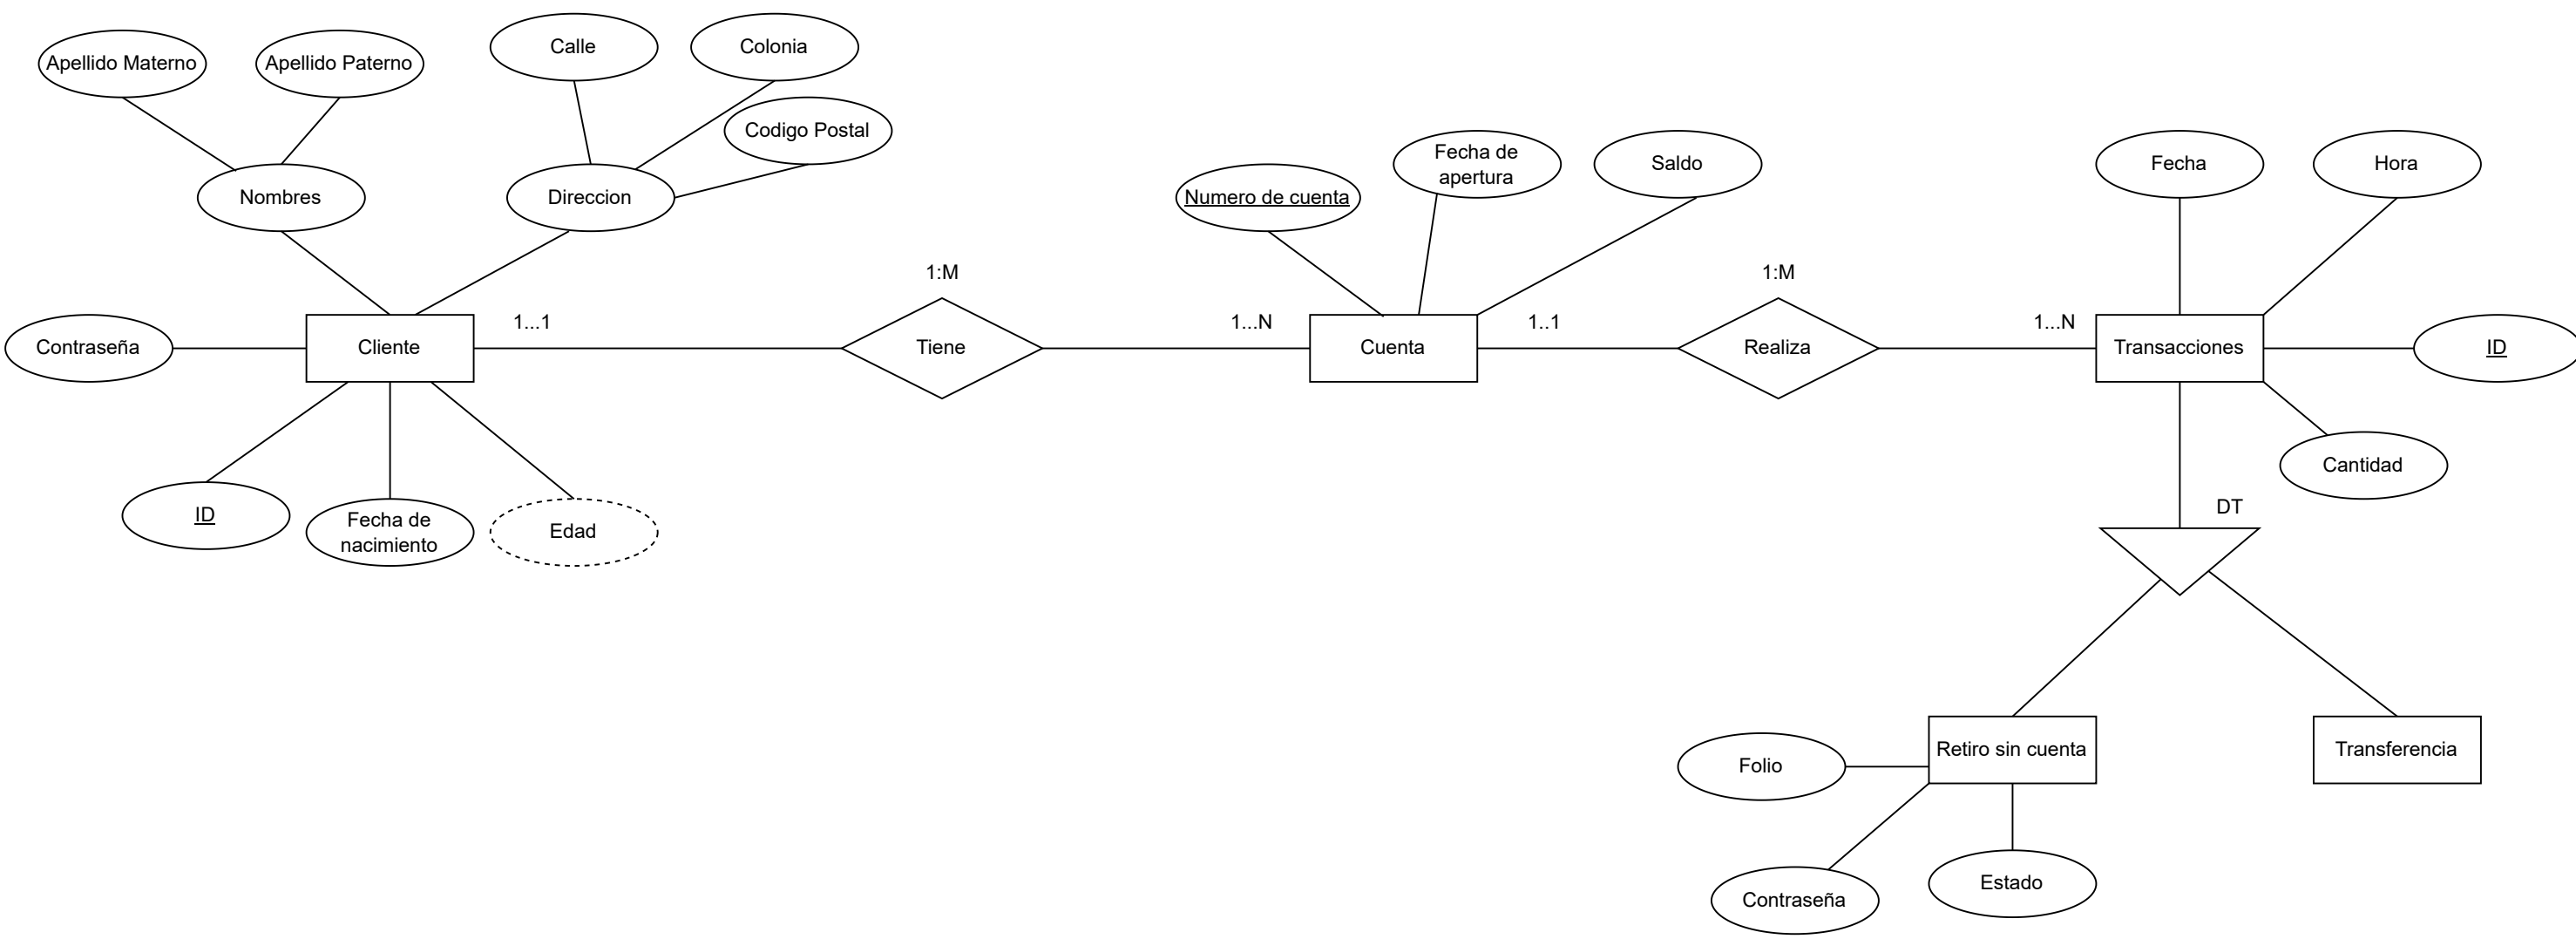 Calle
Colonia
Apellido Materno
Apellido Paterno
Codigo Postal
Nombres
Direccion
Numero de cuenta
Fecha de
apertura
Saldo
Fecha
Hora
1:M
1:M
Contraseña
Cliente
1...1
Tiene
1...N
Cuenta
1..1
Realiza
1...N
Transacciones
ID
Cantidad
ID
Fecha de
nacimiento
Edad
DT
Folio
Retiro sin cuenta
Transferencia
Contraseña
Estado